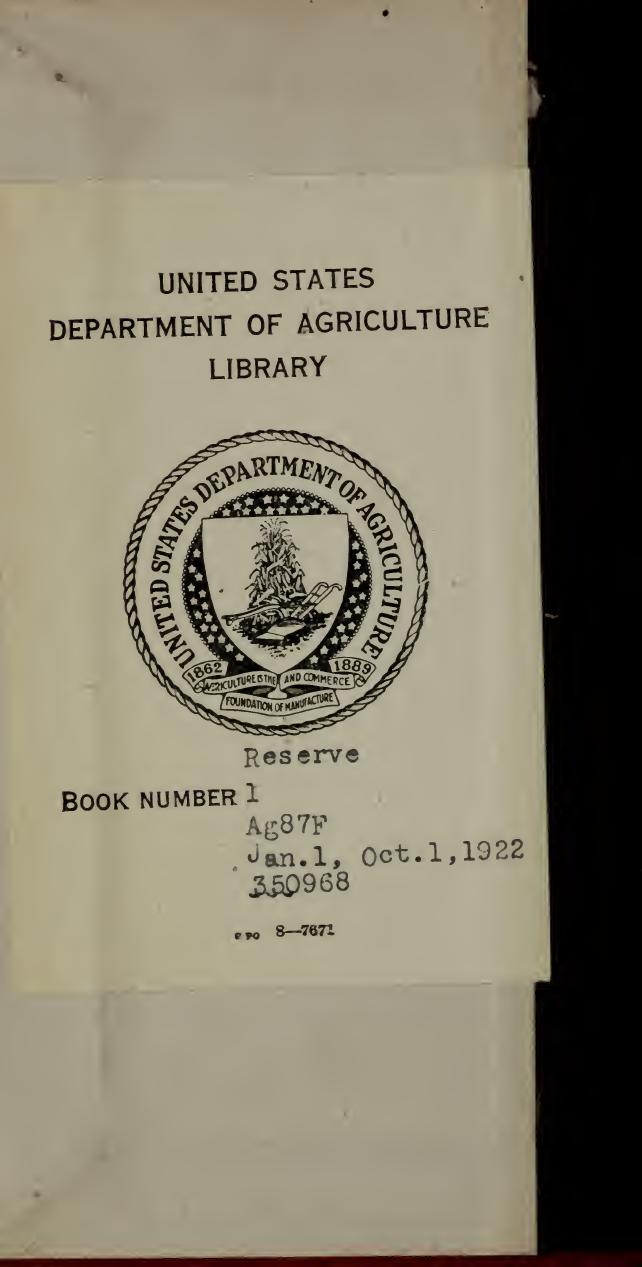 UNITED STATES
DEPARTMENT OF AGRICULTURE
LIBRARY
UNITED STATES DEPARTMENT OF AGRICULTURE
1862 1889
AGRICULTURE IS THE AND COMMERCE
FOUNDATION OF MANUFACTURE
Reserve
BOOK NUMBER 1
Ag87F
Jan.1, Oct.1,1922
350968
GPO 8—7671